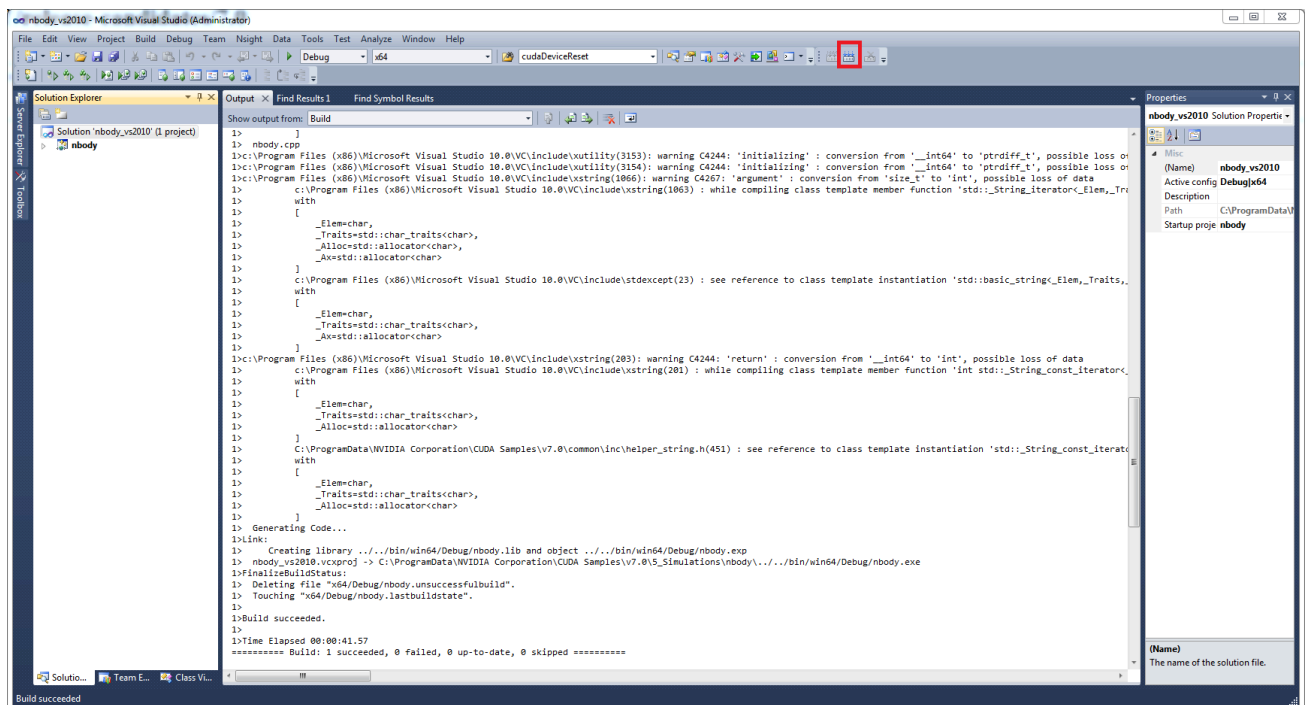 nbody_vs2010 - Microsoft Visual Studio (Administrator)
File Edit View Project Build Debug Team Nsight Data Tools Test Analyze Window Help
Debug x64 cudaDeviceReset
Server Explorer
Toolbox
Solution Explorer
Solution 'nbody_vs2010' (1 project)
nbody
Soluti... Team E... Class Vi...
Output Find Results 1 Find Symbol Results
Show output from: Build
1> ]
1> nbody.cpp
1>c:\Program Files (x86)\Microsoft Visual Studio 10.0\VC\include\xutility(3153): warning C4244: 'initializing' : conversion from '__int64' to 'ptrdiff_t', possible loss of
1>c:\Program Files (x86)\Microsoft Visual Studio 10.0\VC\include\xutility(3154): warning C4244: 'initializing' : conversion from '__int64' to 'ptrdiff_t', possible loss of
1>c:\Program Files (x86)\Microsoft Visual Studio 10.0\VC\include\xstring(1066): warning C4267: 'argument' : conversion from 'size_t' to 'int', possible loss of data
1> c:\Program Files (x86)\Microsoft Visual Studio 10.0\VC\include\xstring(1063) : while compiling class template member function 'std::_String_iterator<_Elem,_Tra
1> with
1> [
1> _Elem=char,
1> _Traits=std::char_traits<char>,
1> _Alloc=std::allocator<char>,
1> _Ax=std::allocator<char>
1> ]
1> c:\Program Files (x86)\Microsoft Visual Studio 10.0\VC\include\stdexcept(23) : see reference to class template instantiation 'std::basic_string<_Elem,_Traits,_
1> with
1> [
1> _Elem=char,
1> _Traits=std::char_traits<char>,
1> _Ax=std::allocator<char>
1> ]
1>c:\Program Files (x86)\Microsoft Visual Studio 10.0\VC\include\xstring(203): warning C4244: 'return' : conversion from '__int64' to 'int', possible loss of data
1> c:\Program Files (x86)\Microsoft Visual Studio 10.0\VC\include\xstring(201) : while compiling class template member function 'int std::_String_const_iterator<_
1> with
1> [
1> _Elem=char,
1> _Traits=std::char_traits<char>,
1> _Alloc=std::allocator<char>
1> ]
1> C:\ProgramData\NVIDIA Corporation\CUDA Samples\v7.0\common\inc\helper_string.h(451) : see reference to class template instantiation 'std::_String_const_iterato
1> with
1> [
1> _Elem=char,
1> _Traits=std::char_traits<char>,
1> _Alloc=std::allocator<char>
1> ]
1> Generating Code...
1>Link:
1> Creating library ../../bin/win64/Debug/nbody.lib and object ../../bin/win64/Debug/nbody.exp
1> nbody_vs2010.vcxproj -> C:\ProgramData\NVIDIA Corporation\CUDA Samples\v7.0\5_Simulations\nbody\../../bin/win64/Debug/nbody.exe
1>FinalizeBuildStatus:
1> Deleting file "x64/Debug/nbody.unsuccessfulbuild".
1> Touching "x64/Debug/nbody.lastbuildstate".
1>
1>Build succeeded.
1>
1>Time Elapsed 00:00:41.57
========== Build: 1 succeeded, 0 failed, 0 up-to-date, 0 skipped ==========
Properties
nbody_vs2010 Solution Propertie
Misc
(Name) nbody_vs2010
Active config Debug|x64
Description
Path C:\ProgramData\N
Startup proje nbody
(Name)
The name of the solution file.
Build succeeded